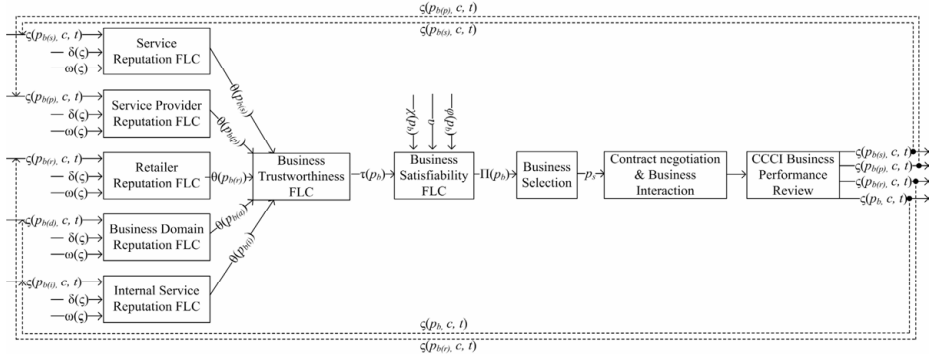 ς(p_b(p), c, t)
ς(p_b(s), c, t)
ς(p_b(s), c, t)
δ(ς)
ω(ς)
Service
Reputation FLC
ς(p_b(p), c, t)
δ(ς)
ω(ς)
Service Provider
Reputation FLC
ς(p_b(r), c, t)
δ(ς)
ω(ς)
Retailer
Reputation FLC
ς(p_b(d), c, t)
δ(ς)
ω(ς)
Business Domain
Reputation FLC
ς(p_b(i), c, t)
δ(ς)
ω(ς)
Internal Service
Reputation FLC
θ(p_b(s))
θ(p_b(p))
θ(p_b(r))
θ(p_b(d))
θ(p_b(i))
Business
Trustworthiness
FLC
τ(p_b)
χ(p_b)
φ(p_b)
Business
Satisfiability
FLC
Π(p_b)
Business
Selection
p_s
Contract negotiation
& Business
Interaction
CCCI Business
Performance
Review
ς(p_b(s), c, t)
ς(p_b(p), c, t)
ς(p_b(r), c, t)
ς(p_b, c, t)
ς(p_b, c, t)
ς(p_b(r), c, t)